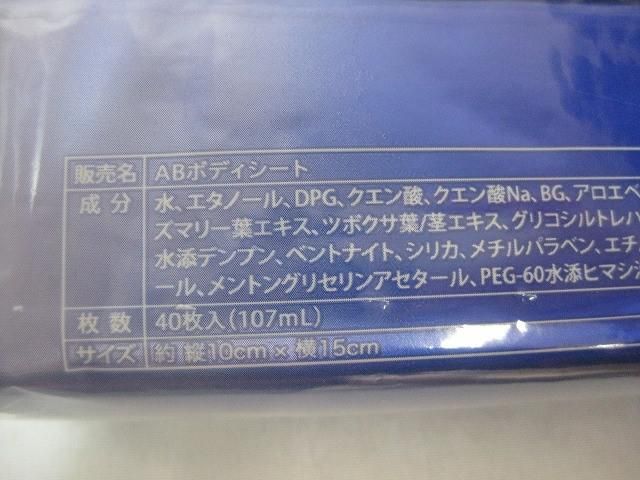 販売名 ABボディシート
成分 水、エタノール、DPG、クエン酸、クエン酸Na、BG、アロエベ
ズマリー葉エキス、ツボクサ葉/茎エキス、グリコシルトレハ
水添デンプン、ベントナイト、シリカ、メチルパラベン、エチ
ール、メントングリセリンアセタール、PEG-60水添ヒマシ
枚数 40枚入(107mL)
サイズ 約 縦10cm×横15cm